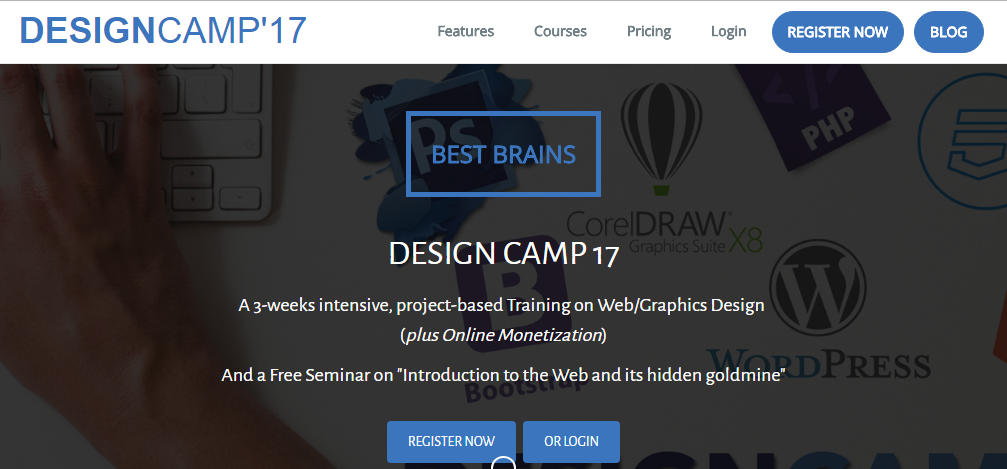 DESIGNCAMP'17
Features Courses Pricing Login REGISTER NOW BLOG
PS
PHP
BEST BRAINS
CorelDRAW®
Graphics Suite X8
DESIGN CAMP 17
B
A 3-weeks intensive, project-based Training on Web/Graphics Design
(plus Online Monetization)
W
WORDPRESS
And a Free Seminar on "Introduction to the Web and its hidden goldmine"
Bootstrap
REGISTER NOW OR LOGIN